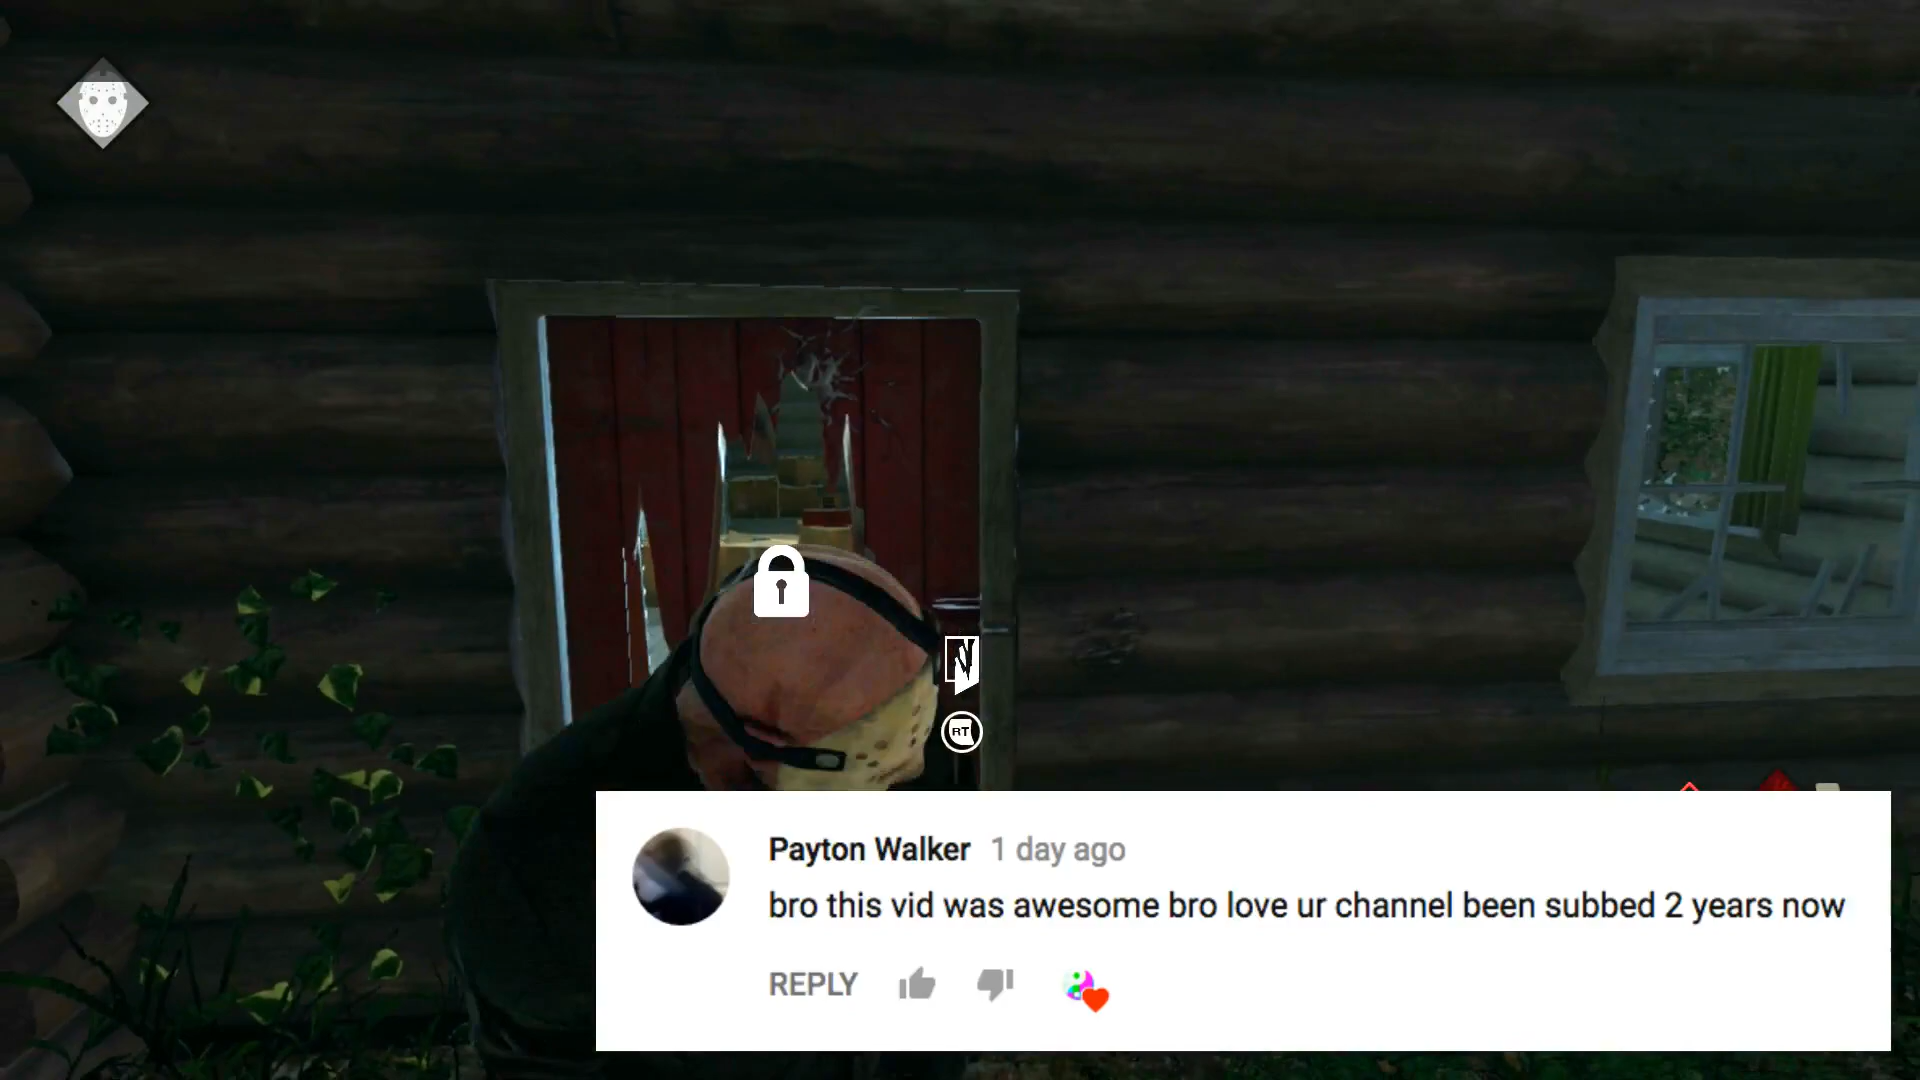 RT
Payton Walker 1 day ago
bro this vid was awesome bro love ur channel been subbed 2 years now
REPLY